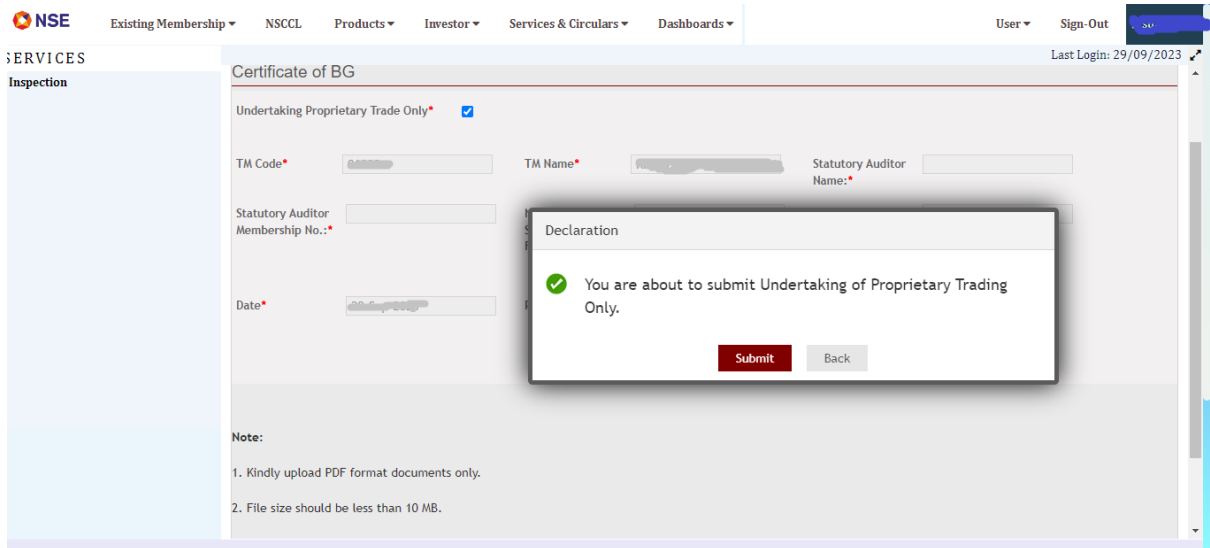 NSE
Existing Membership NSCCL Products Investor Services & Circulars Dashboards User Sign-Out
SERVICES
Last Login: 29/09/2023
Inspection
Certificate of BG
Undertaking Proprietary Trade Only*
TM Code* TM Name* Statutory Auditor
Name:*
Statutory Auditor
Membership No.:*
Declaration
You are about to submit Undertaking of Proprietary Trading
Only.
Date*
Submit Back
Note:
1. Kindly upload PDF format documents only.
2. File size should be less than 10 MB.